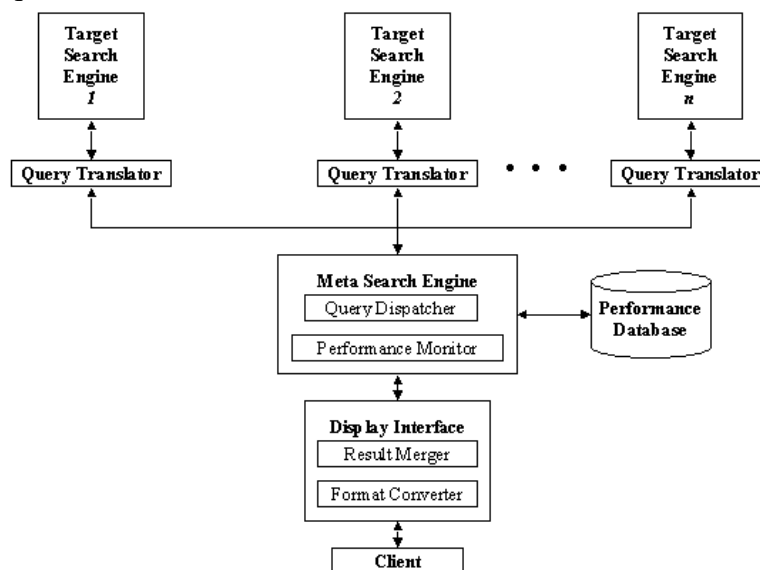 Target
Search
Engine
1
Target
Search
Engine
2
Target
Search
Engine
n
Query Translator
Query Translator
• • •
Query Translator
Meta Search Engine
Query Dispatcher
Performance Monitor
Performance
Database
Display Interface
Result Merger
Format Converter
Client